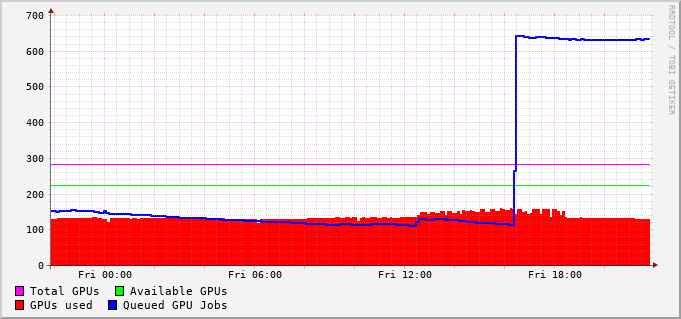 700
600
500
400
300
200
100
0
Fri 00:00 Fri 06:00 Fri 12:00 Fri 18:00
Total GPUs Available GPUs
GPUs used Queued GPU Jobs
RRDTOOL / TOBI OETIKER